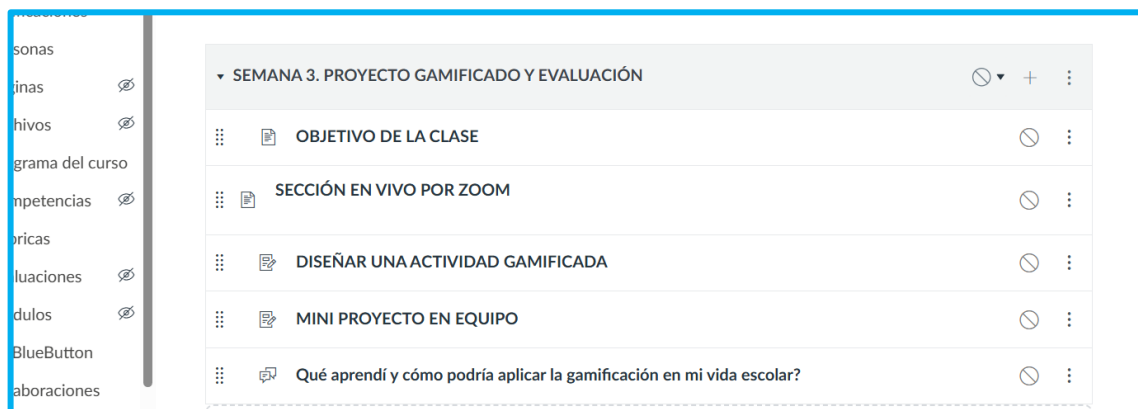 sonas
ginas
hivos
grama del curso
mpetencias
bricas
luaciones
dulos
BlueButton
aboraciones
SEMANA 3. PROYECTO GAMIFICADO Y EVALUACIÓN
OBJETIVO DE LA CLASE
SECCIÓN EN VIVO POR ZOOM
DISEÑAR UNA ACTIVIDAD GAMIFICADA
MINI PROYECTO EN EQUIPO
Qué aprendí y cómo podría aplicar la gamificación en mi vida escolar?